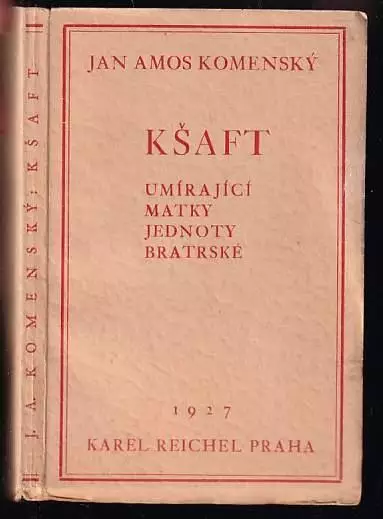 J. A. KOMENSKÝ: KŠAFT
JAN AMOS KOMENSKÝ
KŠAFT
UMÍRAJÍCÍ
MATKY
JEDNOTY
BRATRSKÉ
1927
KAREL REICHEL PRAHA